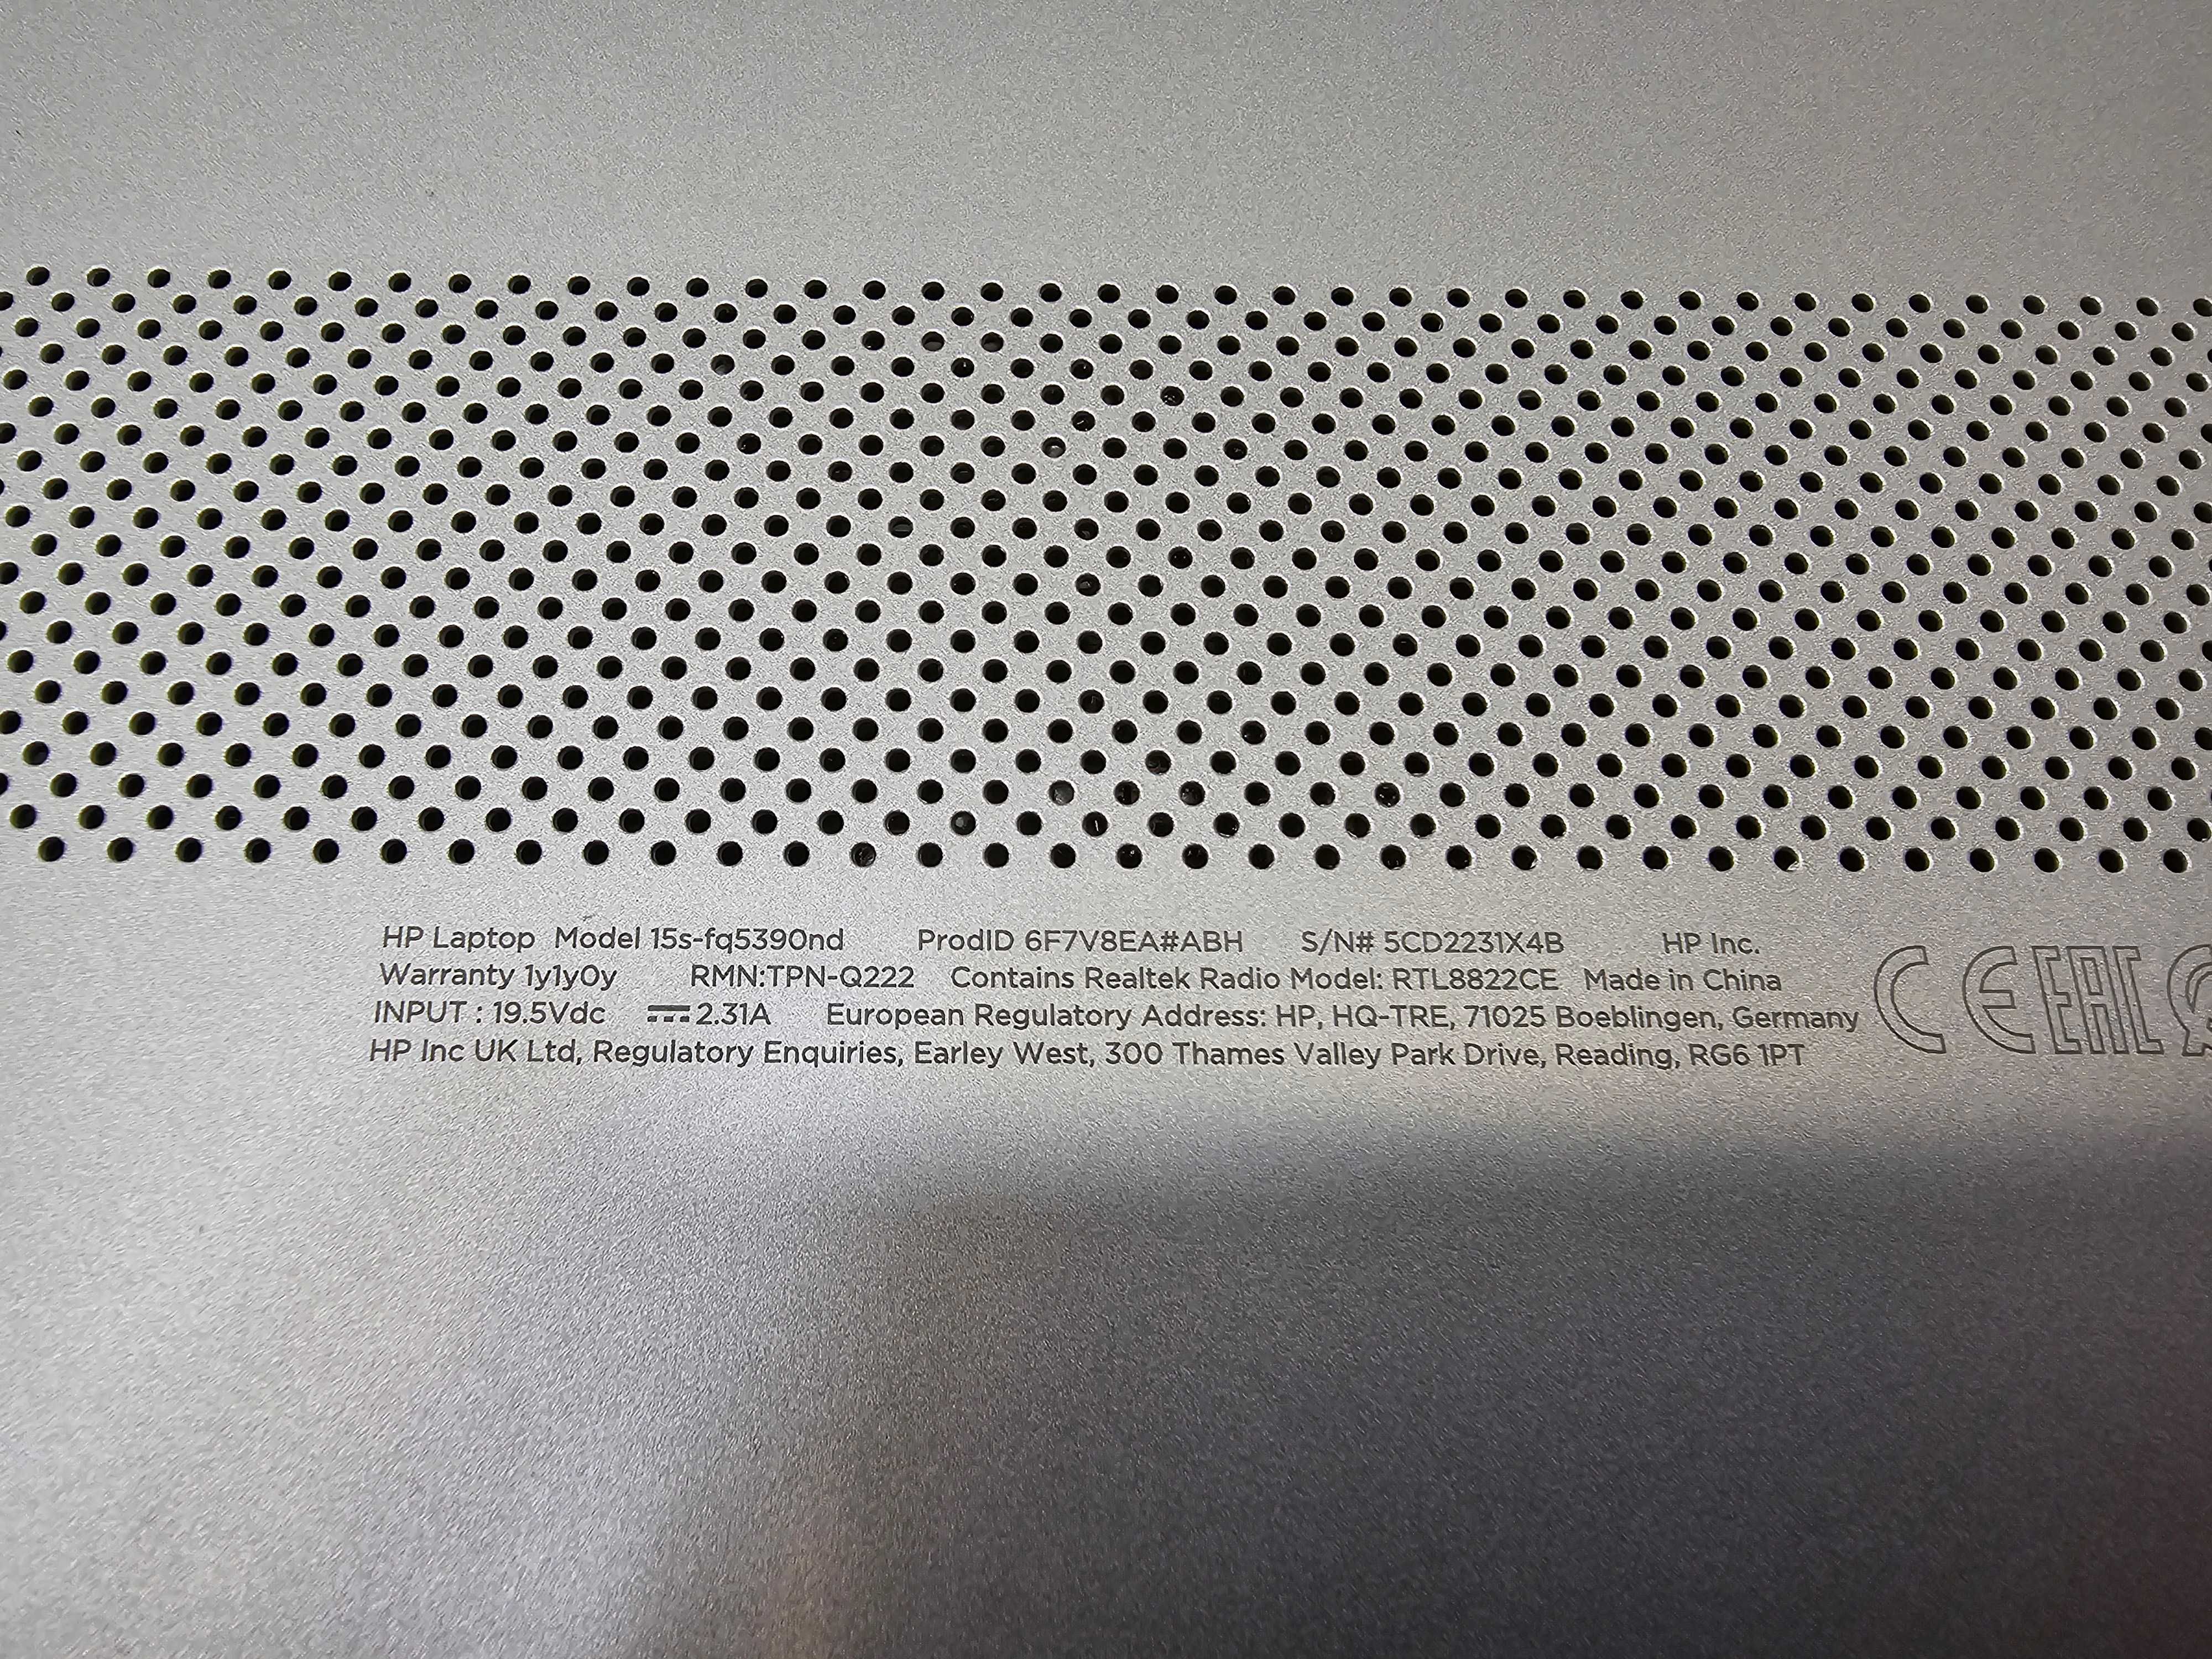 HP Laptop Model 15s-fq5390nd ProdID 6F7V8EA#ABH S/N# 5CD2231X4B HP Inc.
Warranty 1y1y0y RMN:TPN-Q222 Contains Realtek Radio Model: RTL8822CE Made in China
INPUT : 19.5Vdc ⎓2.31A European Regulatory Address: HP, HQ-TRE, 71025 Boeblingen, Germany
HP Inc UK Ltd, Regulatory Enquiries, Earley West, 300 Thames Valley Park Drive, Reading, RG6 1PT
CE EAC